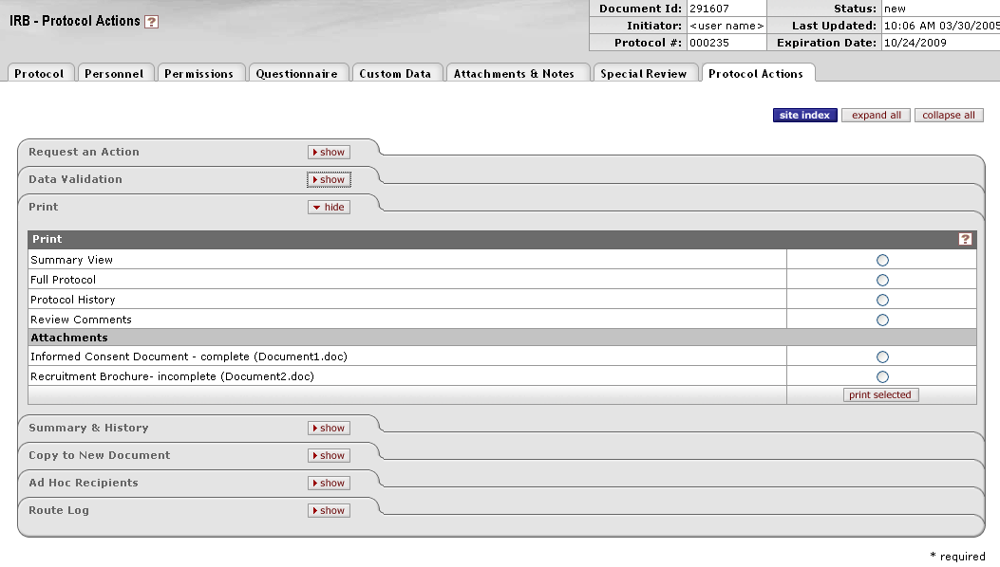 IRB - Protocol Actions ?
Document Id: 291607 Status: new
Initiator: <user name> Last Updated: 10:06 AM 03/30/2005
Protocol #: 000235 Expiration Date: 10/24/2009
Protocol Personnel Permissions Questionnaire Custom Data Attachments & Notes Special Review Protocol Actions
site index expand all collapse all
Request an Action show
Data Validation show
Print hide
Print ?
Summary View
Full Protocol
Protocol History
Review Comments
Attachments
Informed Consent Document - complete (Document1.doc)
Recruitment Brochure- incomplete (Document2.doc)
print selected
Summary & History show
Copy to New Document show
Ad Hoc Recipients show
Route Log show
* required